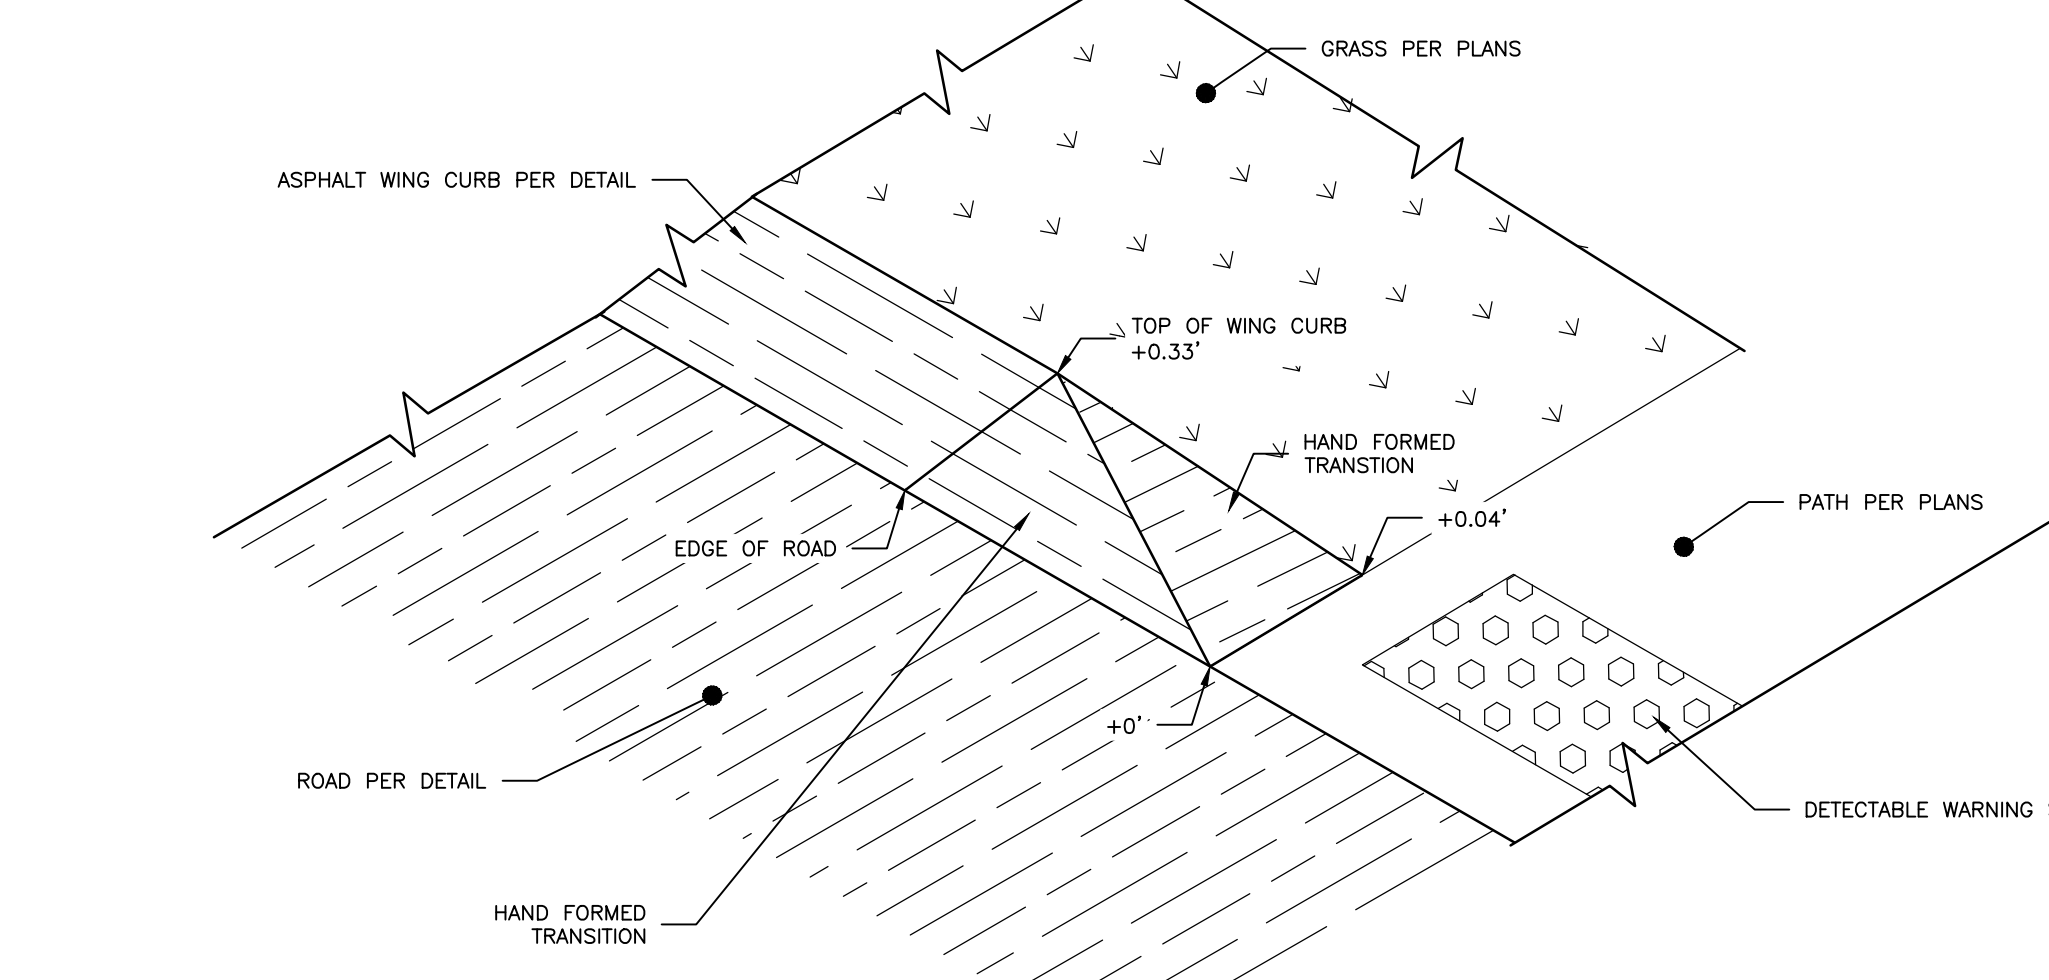 GRASS PER PLANS
ASPHALT WING CURB PER DETAIL
TOP OF WING CURB
+0.33'
HAND FORMED
TRANSTION
PATH PER PLANS
+0.04'
EDGE OF ROAD
+0'
ROAD PER DETAIL
DETECTABLE WARNING
HAND FORMED
TRANSITION